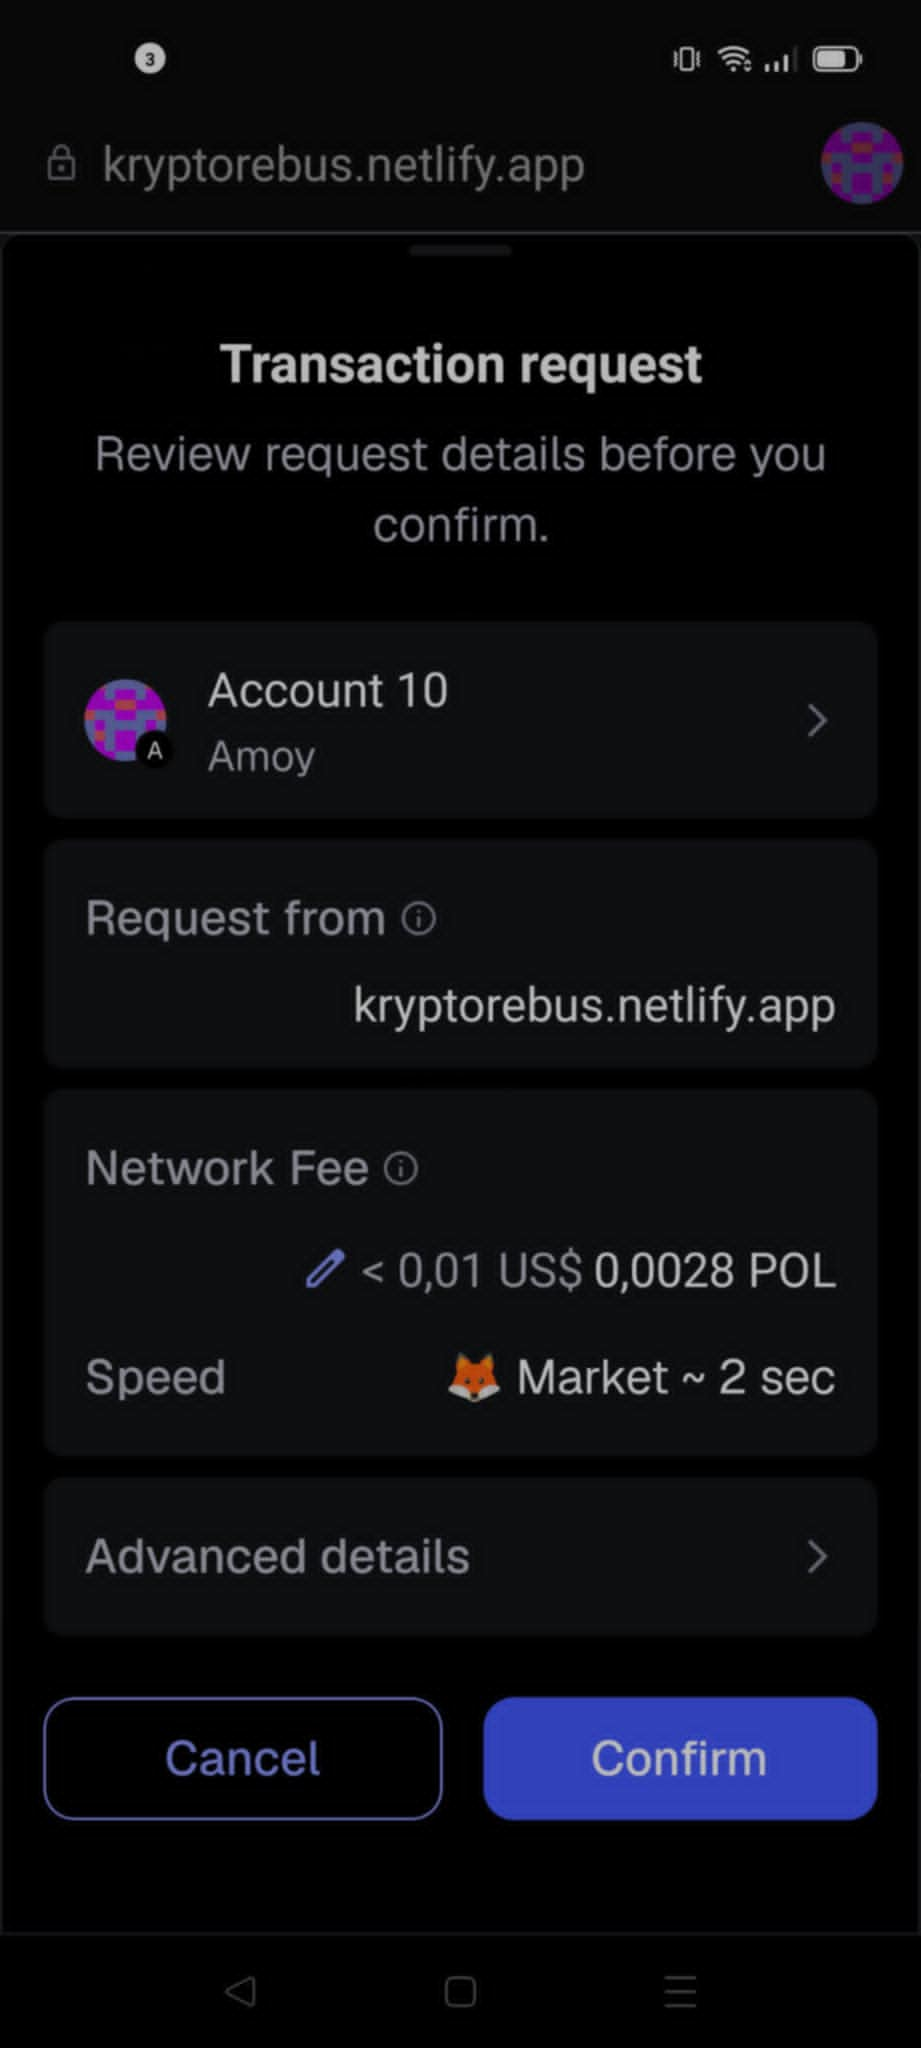 3
kryptorebus.netlify.app
Transaction request
Review request details before you
confirm.
Account 10
A
Amoy
Request from
kryptorebus.netlify.app
Network Fee
< 0,01 US$ 0,0028 POL
Speed Market ~ 2 sec
Advanced details
Cancel Confirm